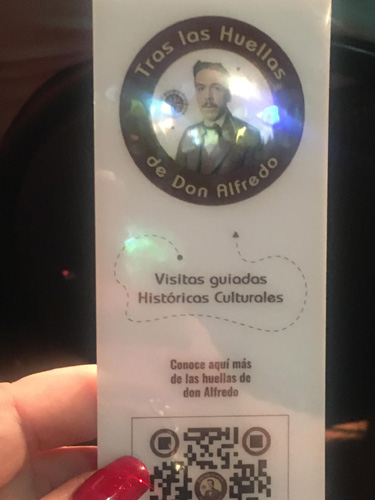 Tras las Huellas
de Don Alfredo
Visitas guiadas
Históricas Culturales
Conoce aquí más
de las huellas de
don Alfredo